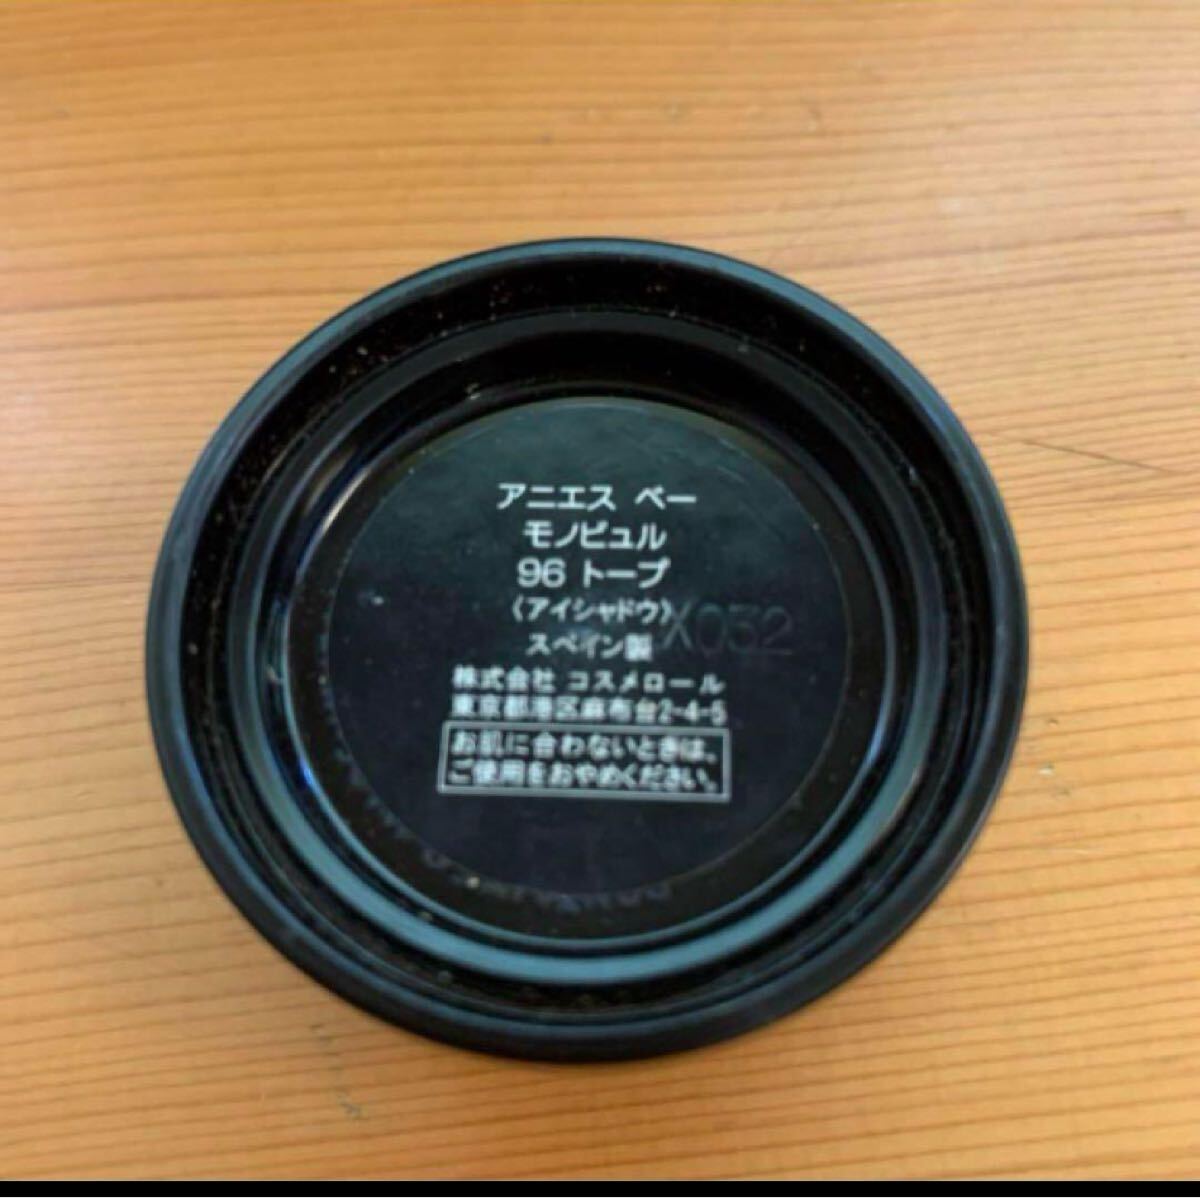 アニエス ベー
モノピュル
96 トープ
〈アイシャドウ〉
X032
スペイン製
株式会社 コスメロール
東京都港区麻布台2-4-5
お肌に合わないときは、
ご使用をおやめください。